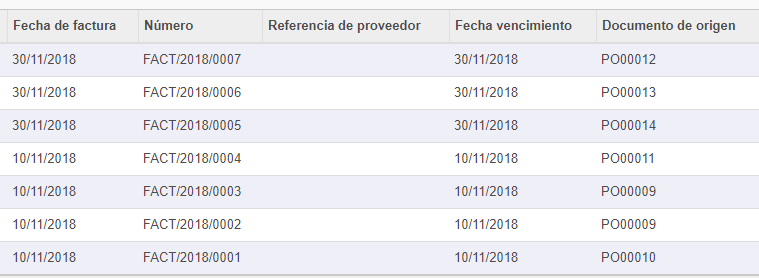 Fecha de factura Número Referencia de proveedor Fecha vencimiento Documento de origen
30/11/2018 FACT/2018/0007 30/11/2018 PO00012
30/11/2018 FACT/2018/0006 30/11/2018 PO00013
30/11/2018 FACT/2018/0005 30/11/2018 PO00014
10/11/2018 FACT/2018/0004 10/11/2018 PO00011
10/11/2018 FACT/2018/0003 10/11/2018 PO00009
10/11/2018 FACT/2018/0002 10/11/2018 PO00009
10/11/2018 FACT/2018/0001 10/11/2018 PO00010